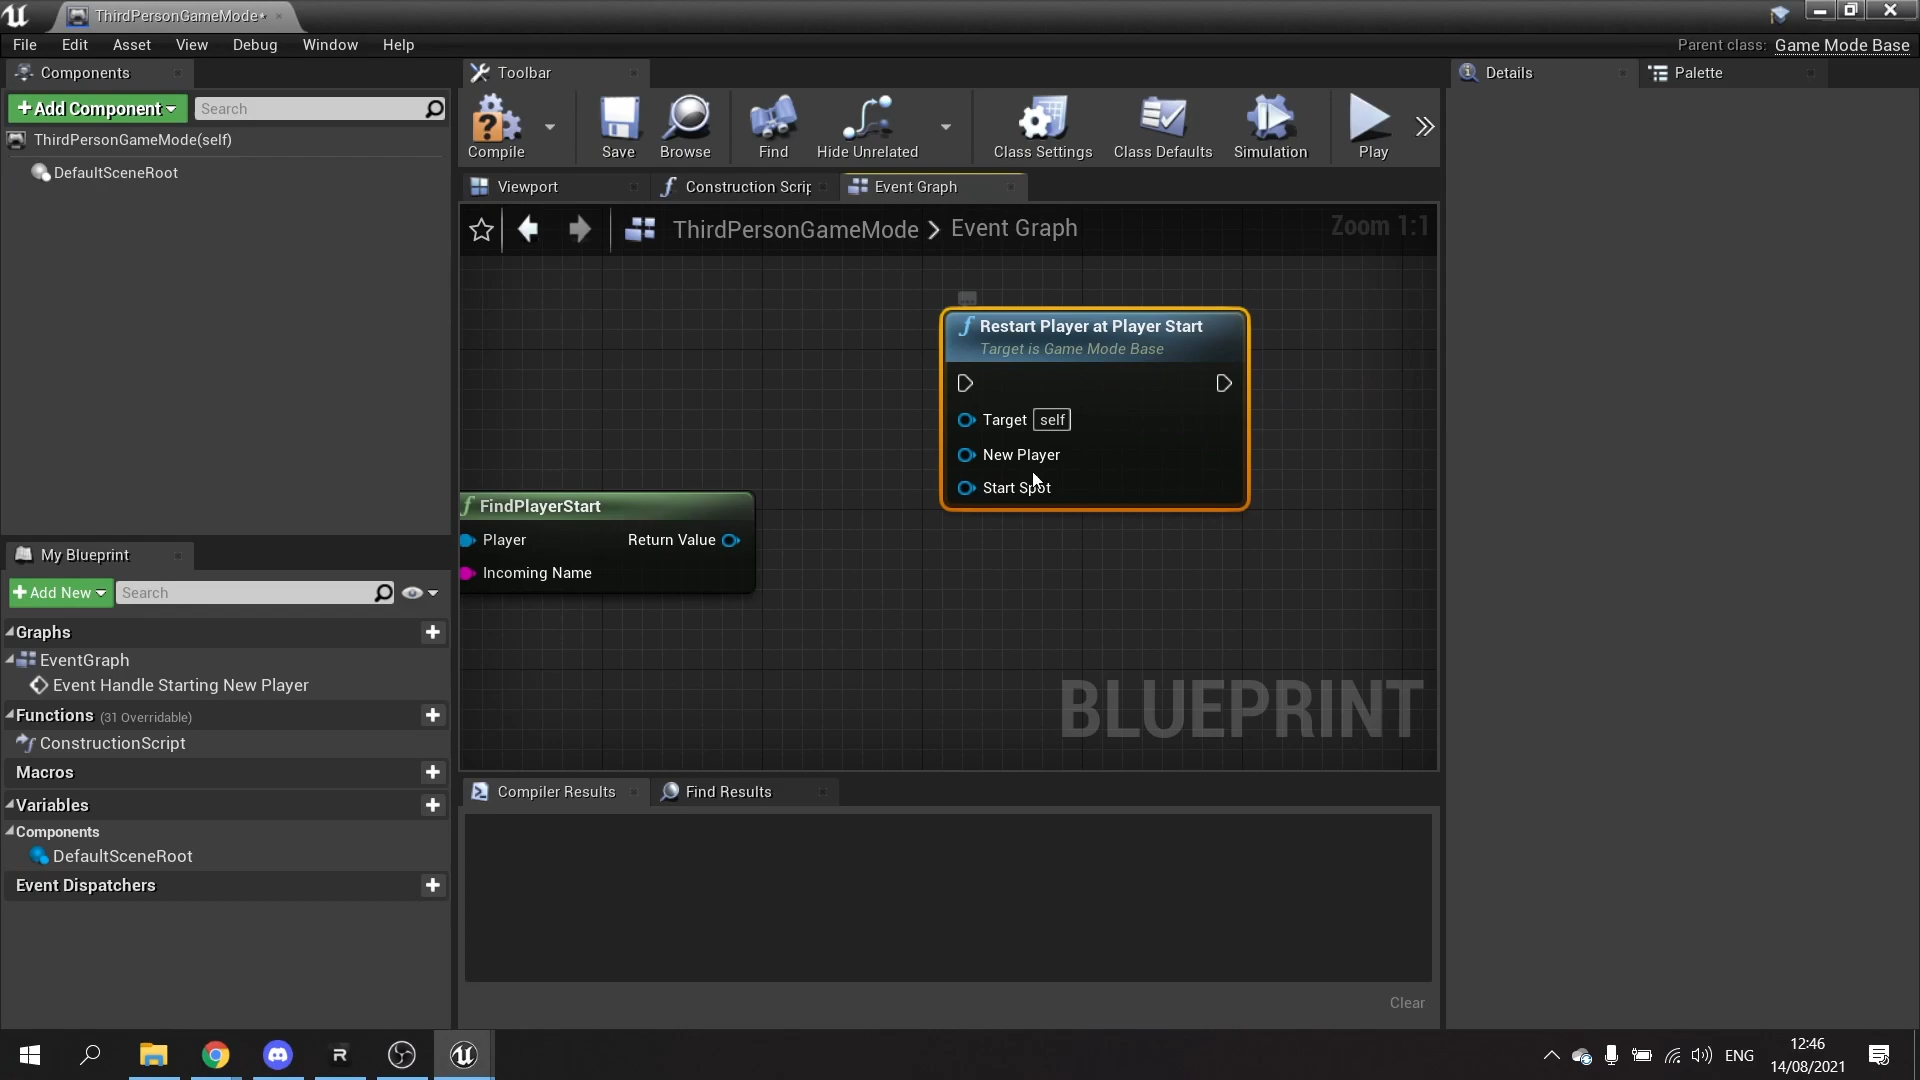 ThirdPersonGameMode*
File Edit Asset View Debug Window Help
Parent class: Game Mode Base
Components
Toolbar
Details
Palette
Add Component
Search
ThirdPersonGameMode(self)
DefaultSceneRoot
Compile
Save
Browse
Find
Hide Unrelated
Class Settings
Class Defaults
Simulation
Play
Viewport
Construction Scrip
Event Graph
ThirdPersonGameMode > Event Graph
Zoom 1:1
Restart Player at Player Start
Target is Game Mode Base
Target self
New Player
Start Spot
FindPlayerStart
Player
Return Value
Incoming Name
BLUEPRINT
My Blueprint
Add New
Search
Graphs
EventGraph
Event Handle Starting New Player
Functions (31 Overridable)
ConstructionScript
Macros
Variables
Components
DefaultSceneRoot
Event Dispatchers
Compiler Results
Find Results
Clear
ENG
12:46
14/08/2021